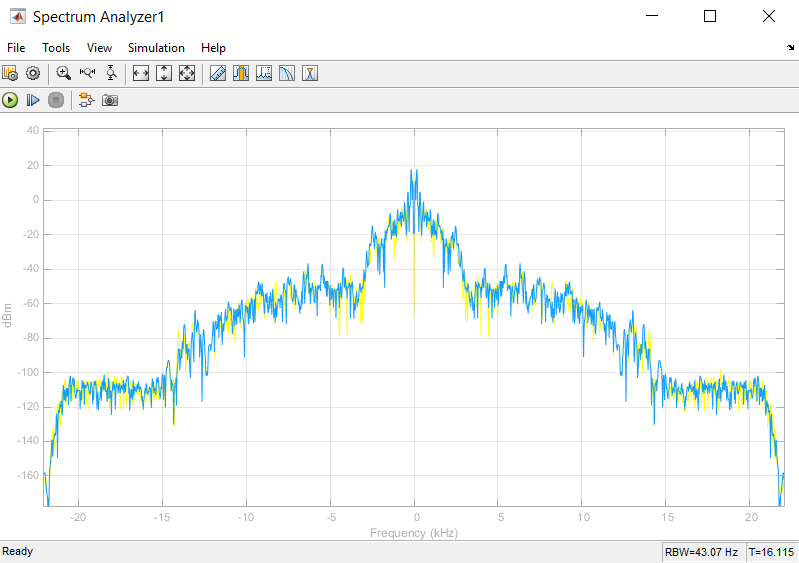 Spectrum Analyzer1
File Tools View Simulation Help
40
20
0
-20
-40
-60
-80
-100
-120
-140
-160
dBm
-20 -15 -10 -5 0 5 10 15 20
Frequency (kHz)
Ready RBW=43.07 Hz T=16.115